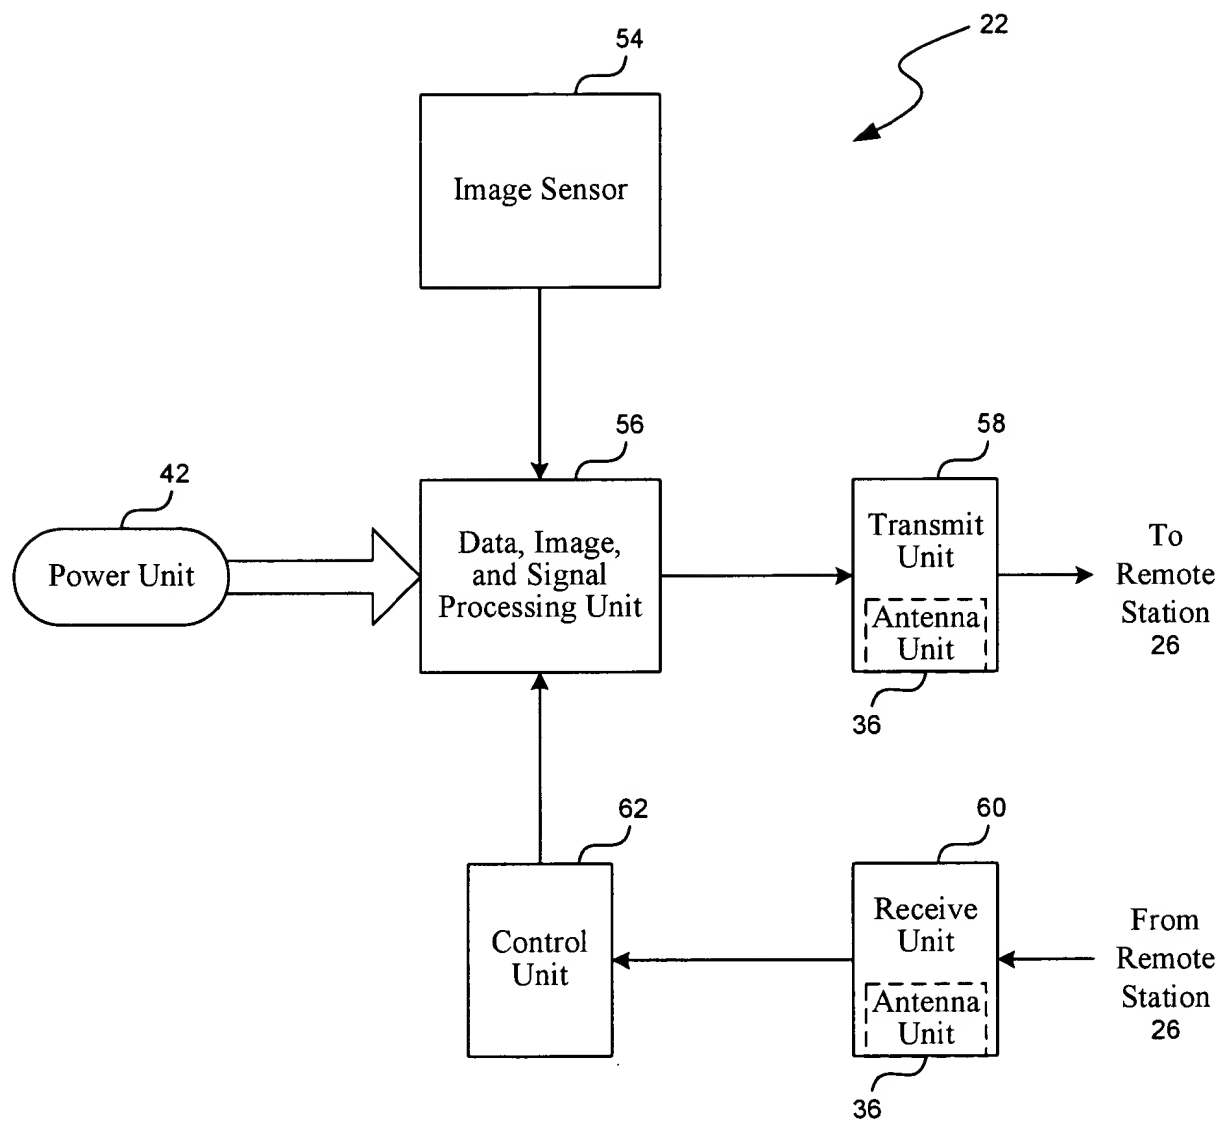 22
54
Image Sensor
56
58
42
Power Unit
Data, Image,
and Signal
Processing Unit
Transmit
Unit
Antenna
Unit
36
To
Remote
Station
26
62
60
Control
Unit
Receive
Unit
Antenna
Unit
36
From
Remote
Station
26